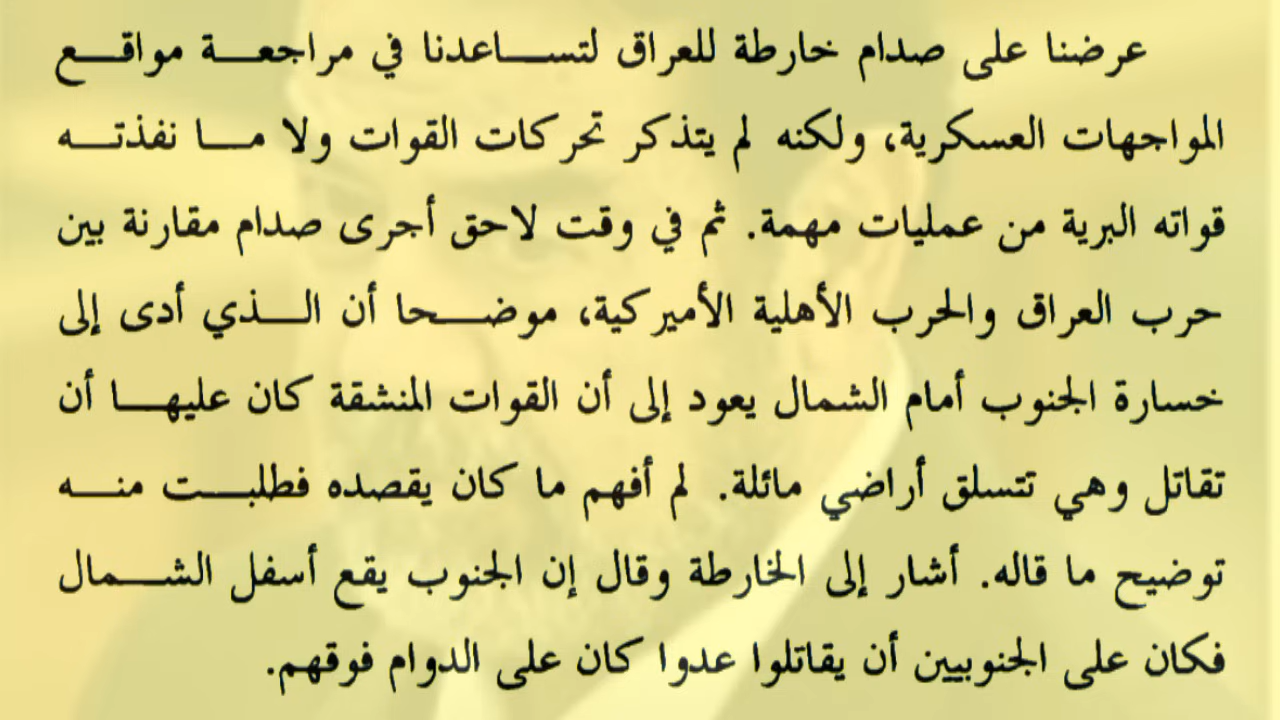 عرضنا على صدام خارطة للعراق لتساعدنا في مراجعة مواقع
المواجهات العسكرية، ولكنه لم يتذكر تحركات القوات ولا ما نفذته
قواته البرية من عمليات مهمة. ثم في وقت لاحق أجرى صدام مقارنة بين
حرب العراق والحرب الأهلية الأميركية، موضحا أن الذي أدى إلى
خسارة الجنوب أمام الشمال يعود إلى أن القوات المنشقة كان عليها أن
تقاتل وهي تتسلق أراضي مائلة. لم أفهم ما كان يقصده فطلبت منه
توضيح ما قاله. أشار إلى الخارطة وقال إن الجنوب يقع أسفل الشمال
فكان على الجنوبيين أن يقاتلوا عدوا كان على الدوام فوقهم.